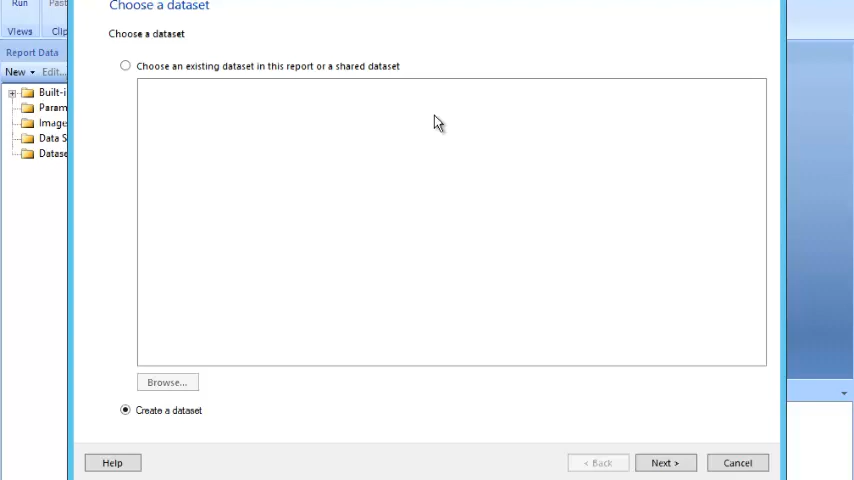 Run
Past
Choose a dataset
Views
Clip
Choose a dataset
Report Data
Choose an existing dataset in this report or a shared dataset
New
Edit...
Built-i
Param
Image
Data S
Datase
Browse...
Create a dataset
Help
< Back
Next >
Cancel